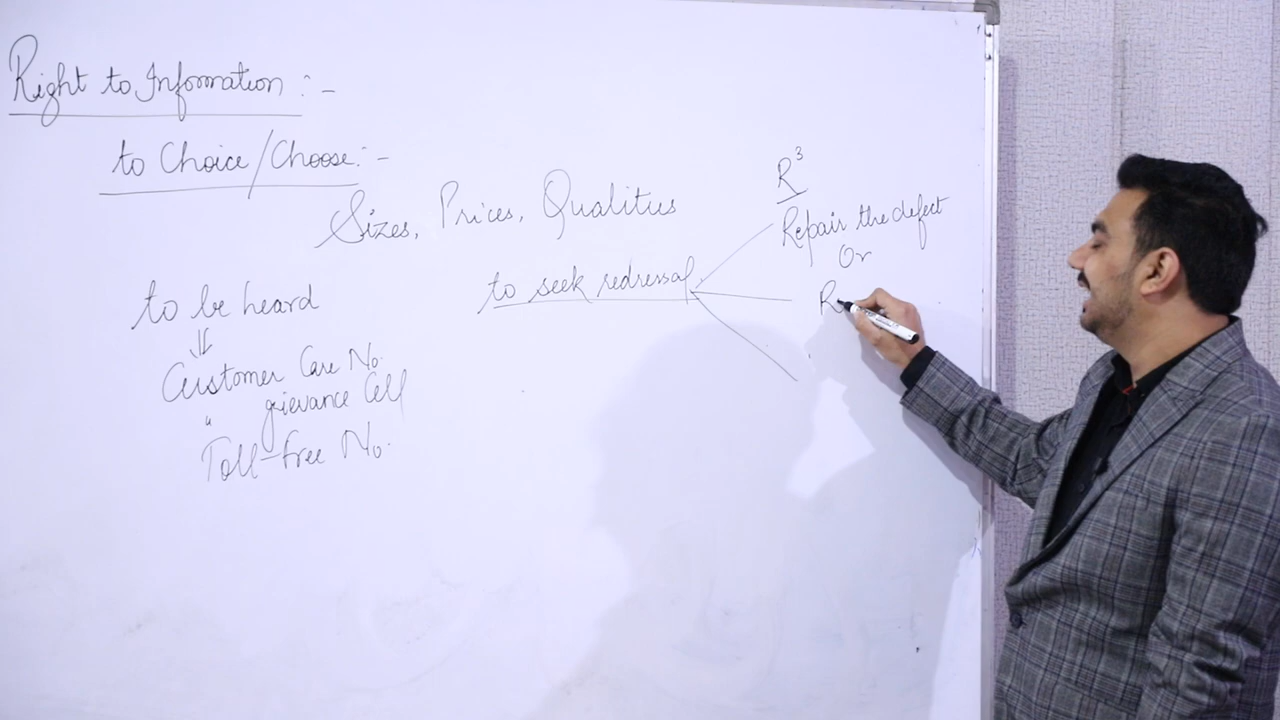 Right to Information :-
to Choice/Choose:-
Sizes, Prices, Qualities
to be heard
⇓
Customer Care No.
" grievance Cell
Toll-free No.
to seek redressal
R³
Repair the defect
Or
Re